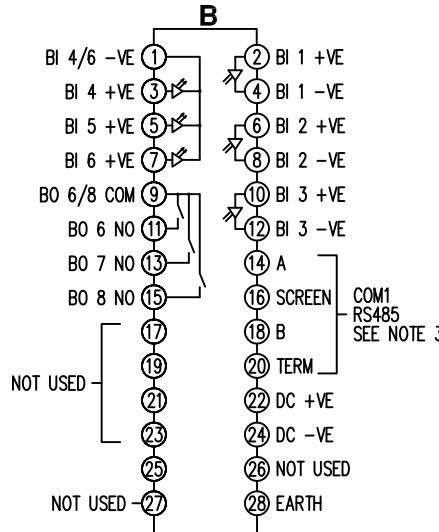 B
BI 4/6 -VE 1 2 BI 1 +VE
BI 4 +VE 3 4 BI 1 -VE
BI 5 +VE 5 6 BI 2 +VE
BI 6 +VE 7 8 BI 2 -VE
BO 6/8 COM 9 10 BI 3 +VE
BO 6 NO 11 12 BI 3 -VE
BO 7 NO 13 14 A
BO 8 NO 15 16 SCREEN COM1
RS485
17 18 B SEE NOTE 3
19 20 TERM
NOT USED
21 22 DC +VE
23 24 DC -VE
25 26 NOT USED
NOT USED 27 28 EARTH